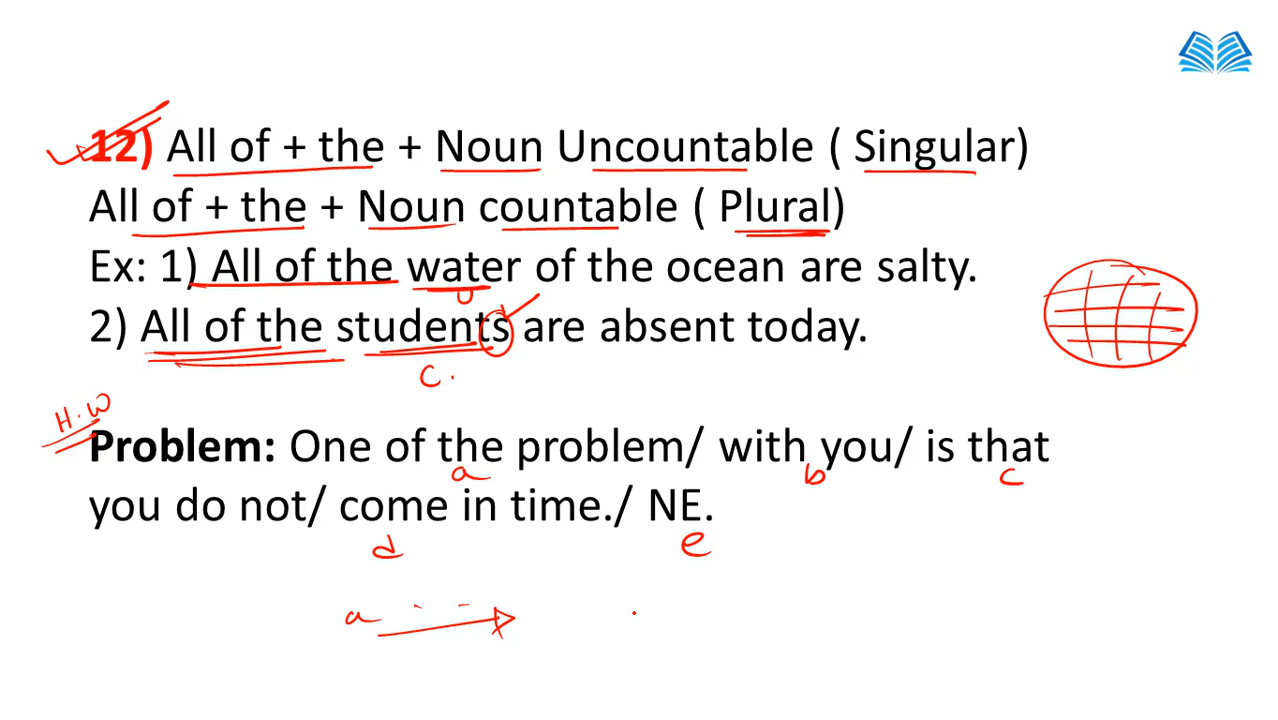 12) All of + the + Noun Uncountable ( Singular)
All of + the + Noun countable ( Plural)
Ex: 1) All of the water of the ocean are salty.
2) All of the students are absent today.
C.
H.W
Problem: One of the problem/ with you/ is that
a b c
you do not/ come in time./ NE.
d e
a